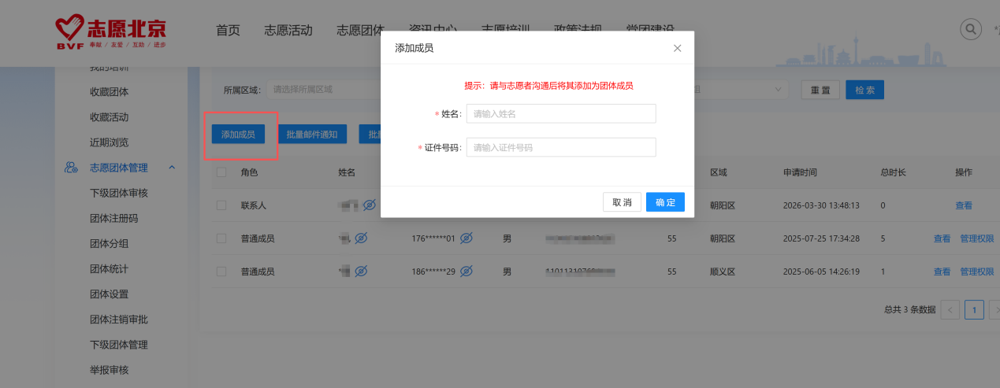 志愿北京
BVF 奉献 / 友爱 / 互助 / 进步
首页 志愿活动 志愿团体 资讯中心 志愿培训 政策法规 党团建设
添加成员
提示：请与志愿者沟通后将其添加为团体成员
* 姓名： 请输入姓名
* 证件号码： 请输入证件号码
取 消 确 定
我的培训
收藏团体
收藏活动
近期浏览
志愿团体管理
下级团体审核
团体注册码
团体分组
团体统计
团体设置
团体注销审批
下级团体管理
举报审核
所属区域： 请选择所属区域 组 重 置 检 索
添加成员 批量邮件通知 批
角色 姓名 区域 申请时间 总时长 操作
联系人 朝阳区 2026-03-30 13:48:13 0 查看
普通成员 176******01 男 55 朝阳区 2025-07-25 17:34:28 5 查看 管理权限
普通成员 186******29 男 55 顺义区 2025-06-05 14:26:19 1 查看 管理权限
总共 3 条数据 < 1 >